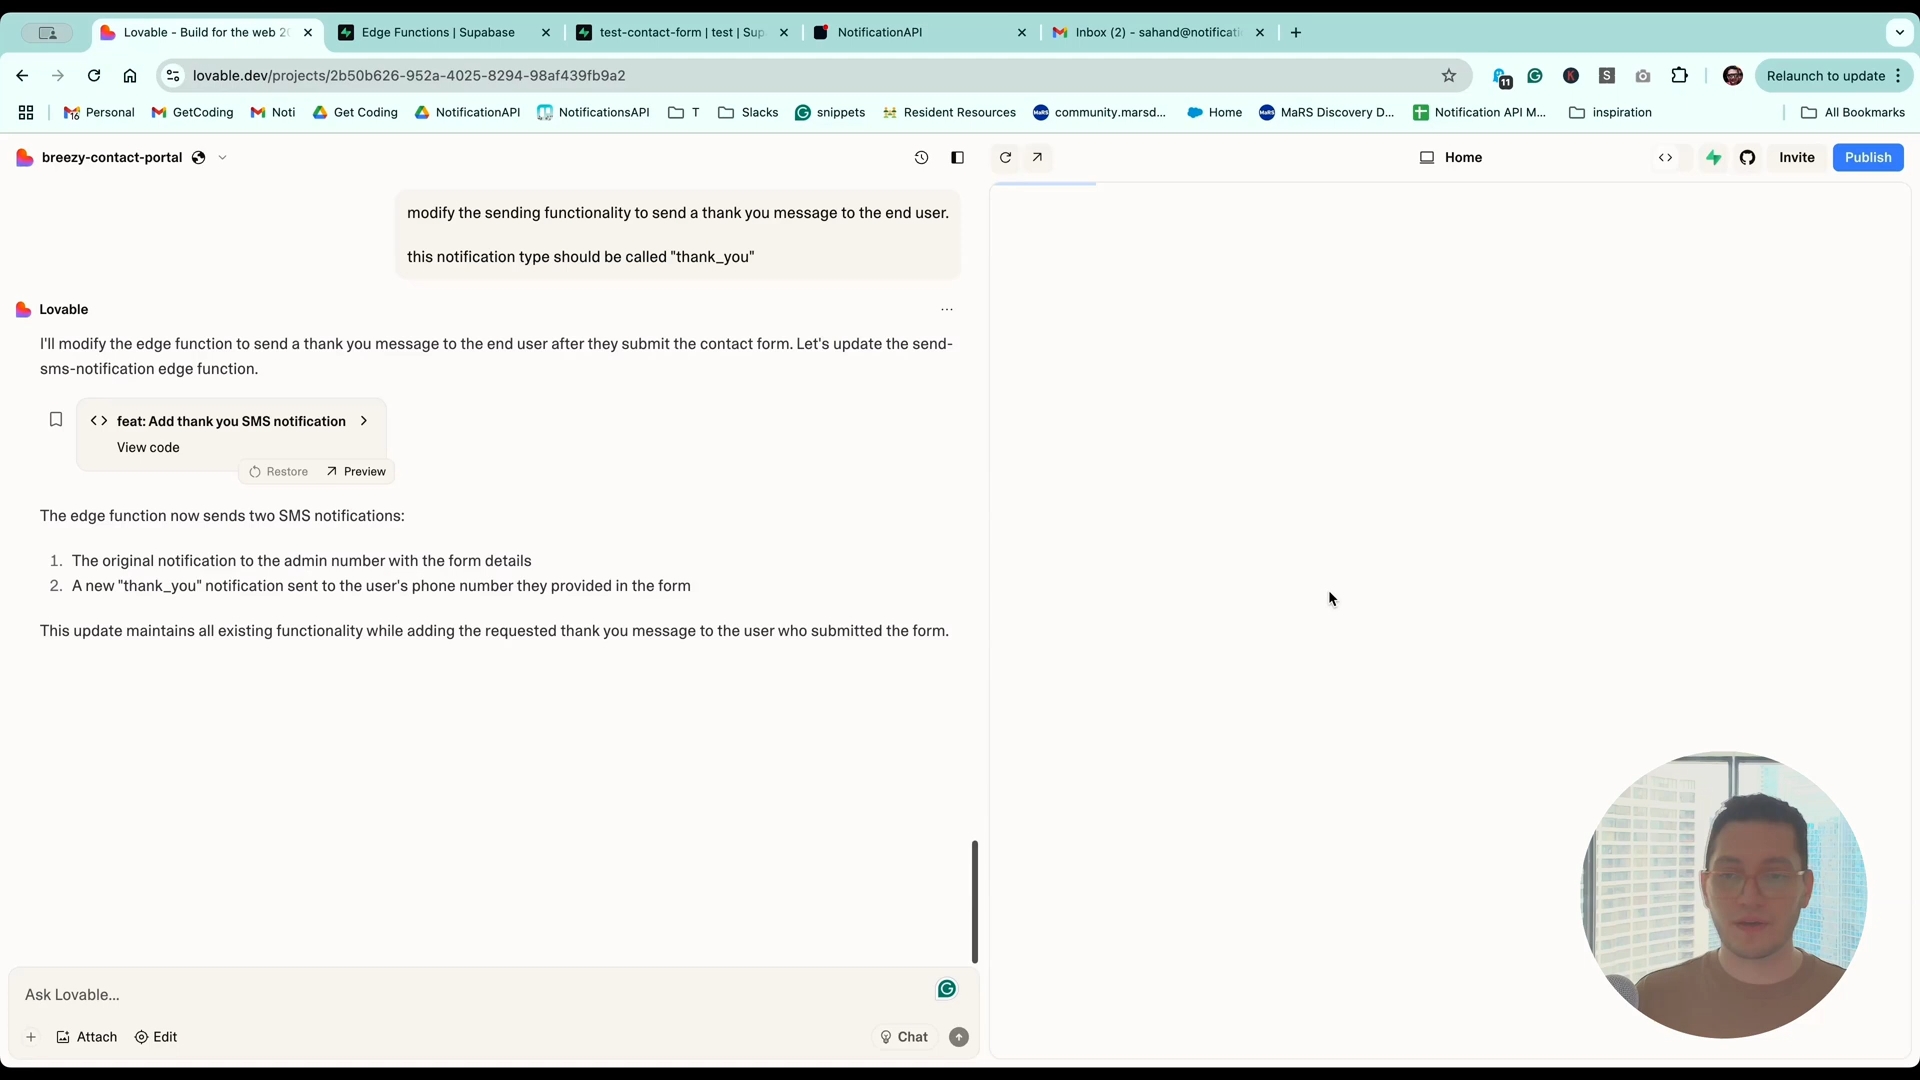 Lovable - Build for the web 2
Edge Functions | Supabase
test-contact-form | test | Sup
NotificationAPI
Inbox (2) - sahand@notificati
lovable.dev/projects/2b50b626-952a-4025-8294-98af439fb9a2
11
S
K
Relaunch to update
16
Personal
GetCoding
Noti
Get Coding
NotificationAPI
NotificationsAPI
T
Slacks
snippets
Resident Resources
MaRS
community.marsd...
Home
MaRS
MaRS Discovery D...
Notification API M...
inspiration
All Bookmarks
breezy-contact-portal
Home
Invite
Publish
modify the sending functionality to send a thank you message to the end user.
this notification type should be called "thank_you"
Lovable
I'll modify the edge function to send a thank you message to the end user after they submit the contact form. Let's update the send-
sms-notification edge function.
feat: Add thank you SMS notification
View code
Restore
Preview
The edge function now sends two SMS notifications:
1. The original notification to the admin number with the form details
2. A new "thank_you" notification sent to the user's phone number they provided in the form
This update maintains all existing functionality while adding the requested thank you message to the user who submitted the form.
Ask Lovable...
Attach
Edit
Chat